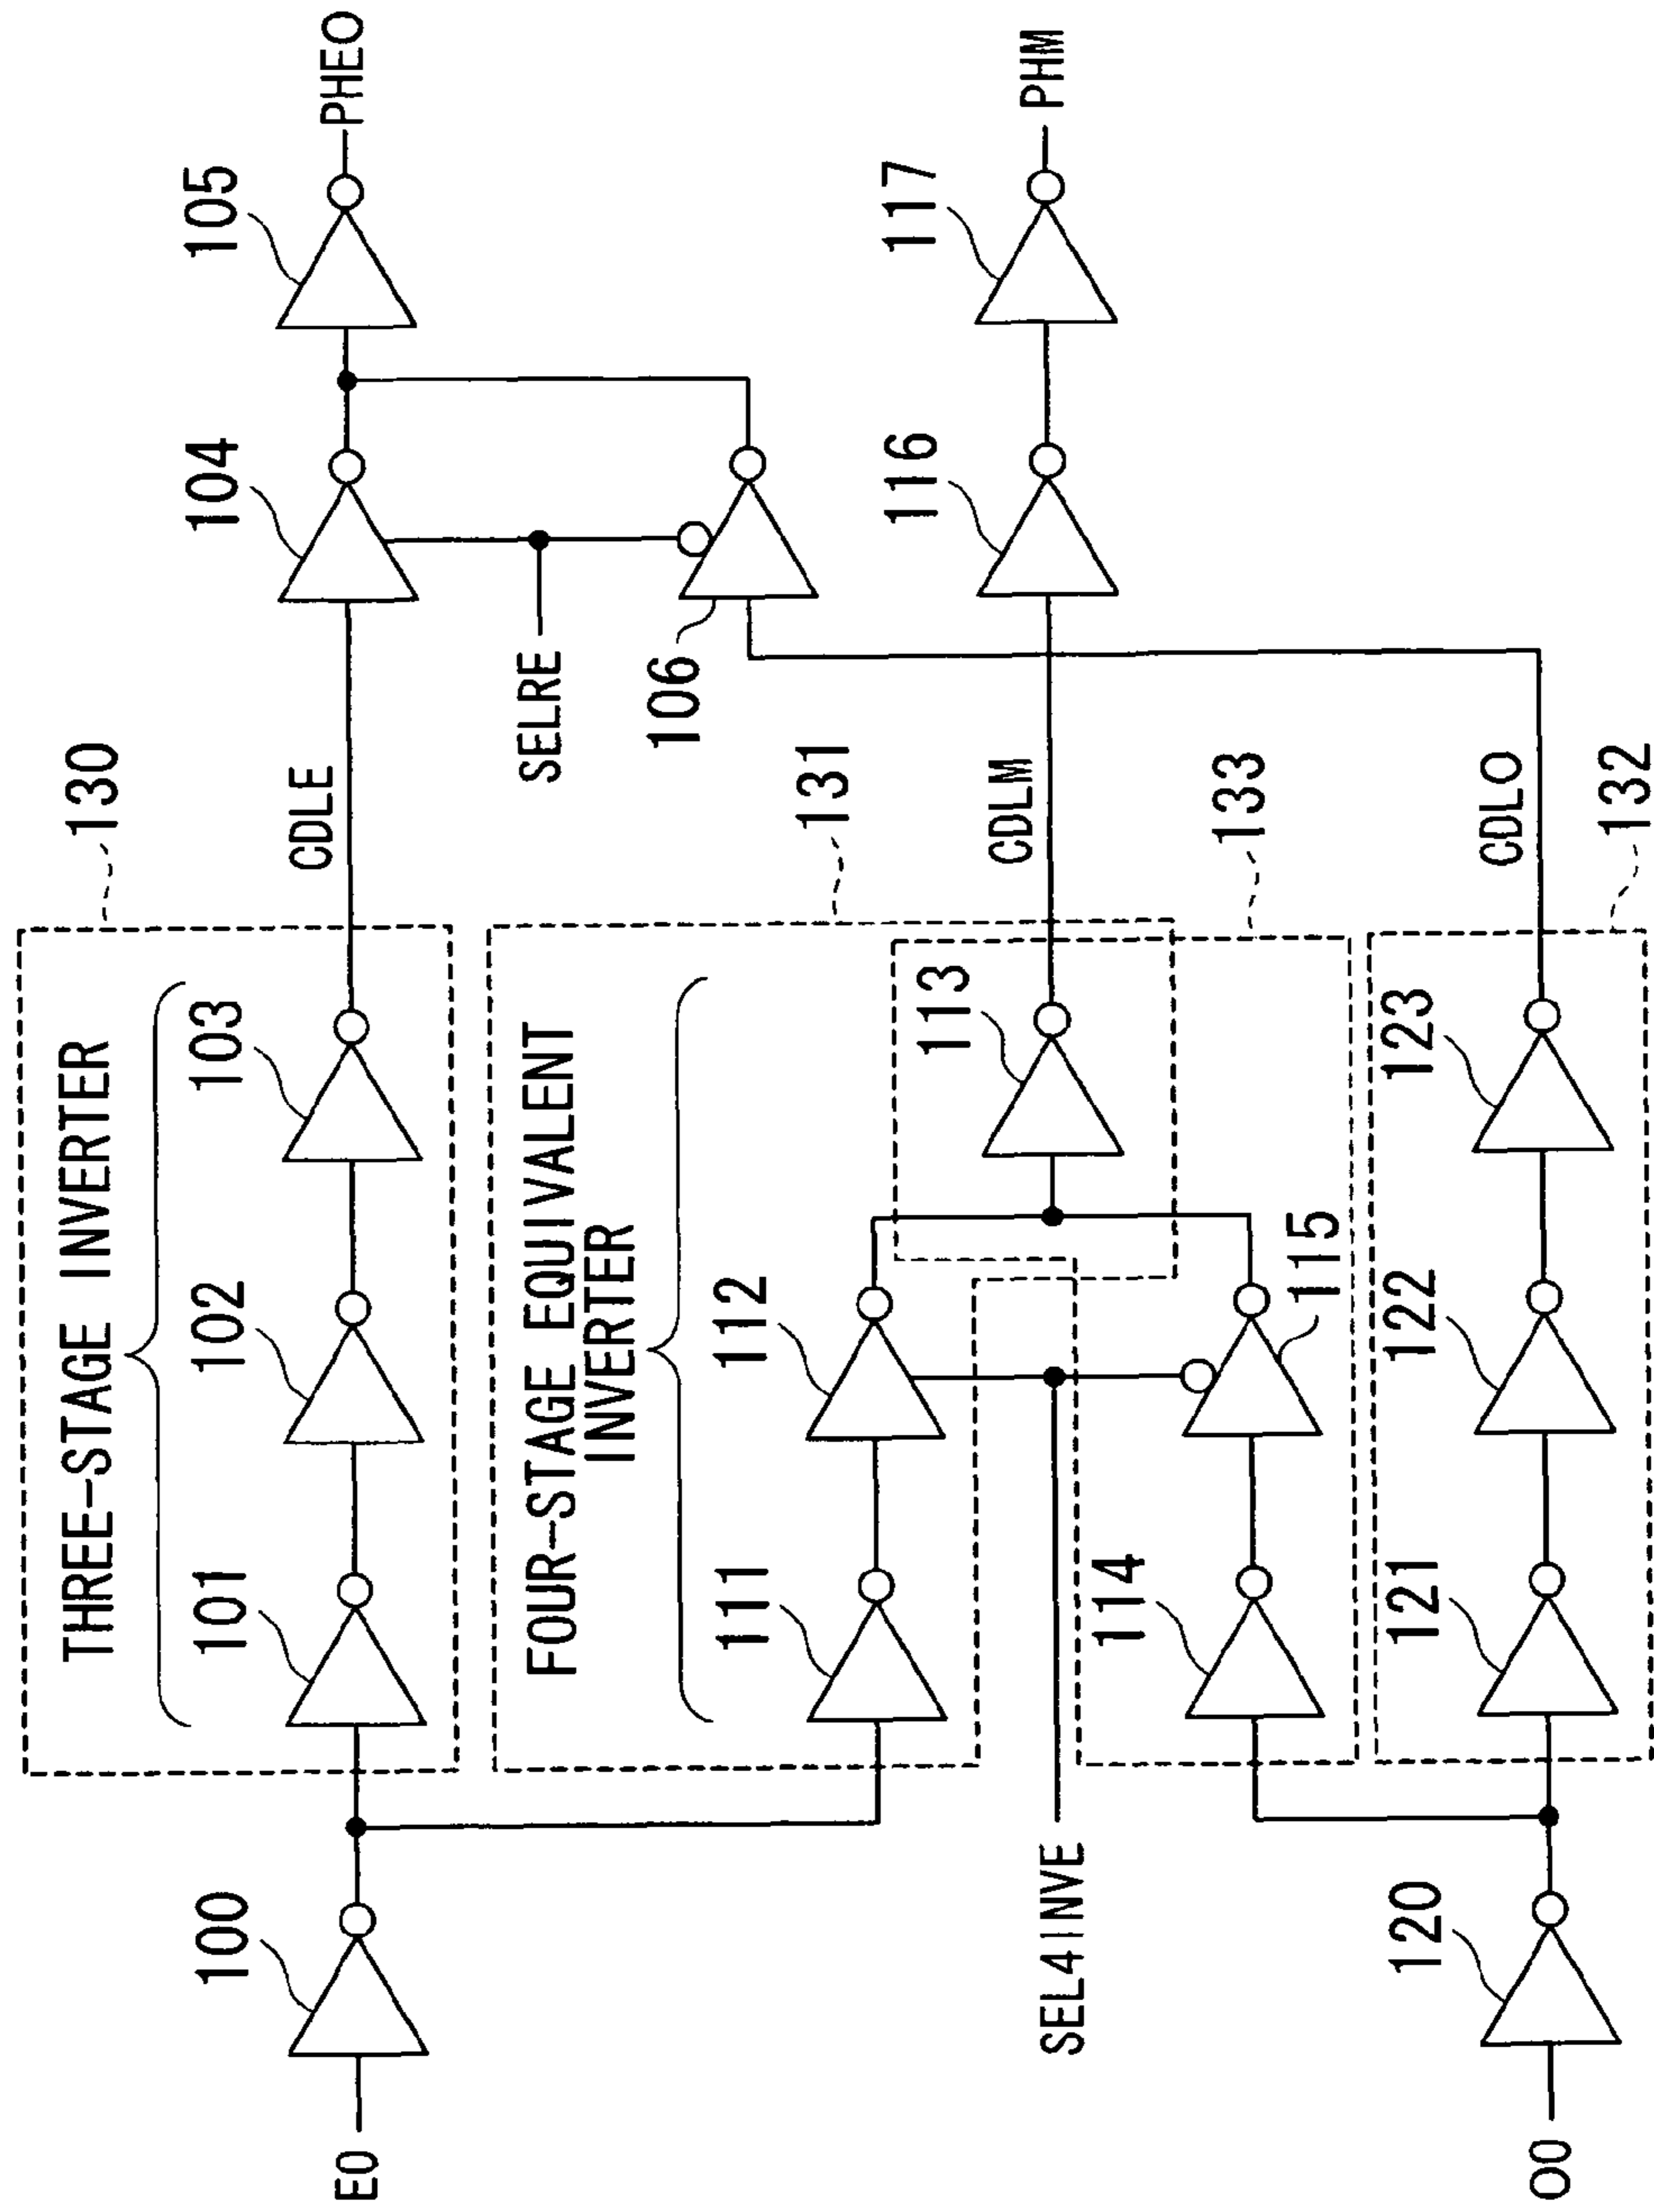 THREE-STAGE INVERTER
130
100
101
102
103
CDLE
104
105
PHEO
EO
FOUR-STAGE EQUIVALENT
INVERTER
131
SELRE
106
111
112
113
CDLM
116
117
PHM
SEL4INVE
114
115
133
120
121
122
123
CDLO
132
OO